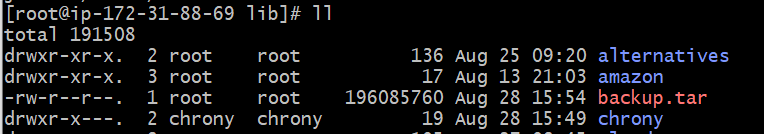 [root@ip-172-31-88-69 lib]# ll
total 191508
drwxr-xr-x. 2 root root 136 Aug 25 09:20 alternatives
drwxr-xr-x. 3 root root 17 Aug 13 21:03 amazon
-rw-r--r--. 1 root root 196085760 Aug 28 15:54 backup.tar
drwxr-x---. 2 chrony chrony 19 Aug 28 15:49 chrony